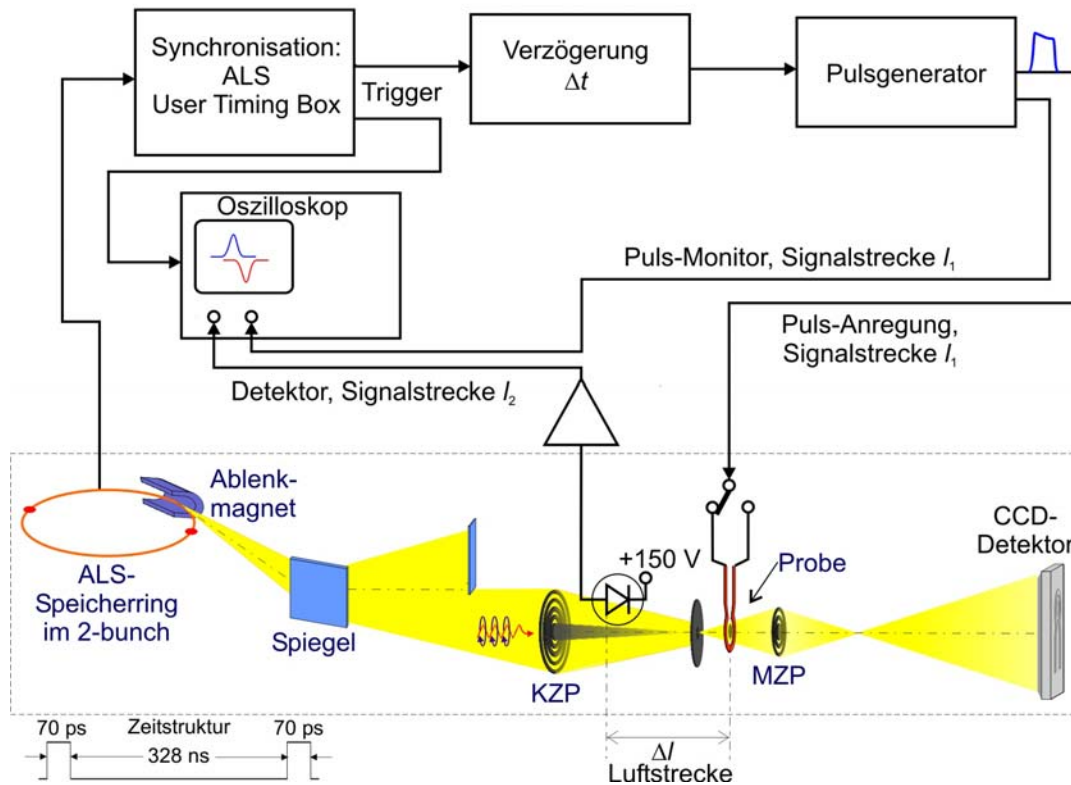 Synchronisation:
ALS
User Timing Box
Trigger
Verzögerung
Δt
Pulsgenerator
Oszilloskop
Puls-Monitor, Signalstrecke l₁
Puls-Anregung,
Signalstrecke l₁
Detektor, Signalstrecke l₂
Ablenk-
magnet
ALS-
Speicherring
im 2-bunch
Spiegel
KZP
+150 V
Probe
MZP
CCD-
Detektor
70 ps
Zeitstruktur
70 ps
328 ns
Δl
Luftstrecke